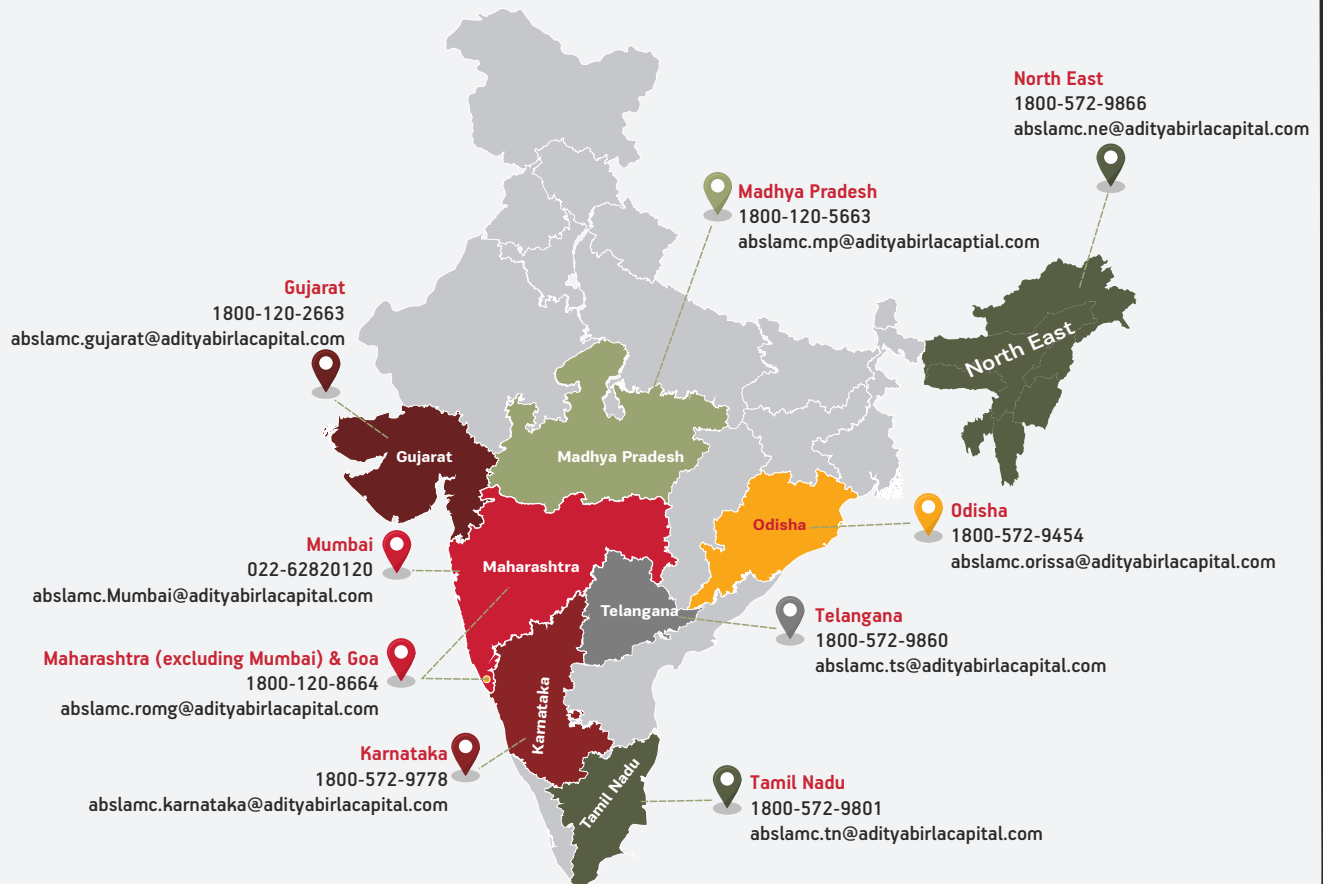 North East
1800-572-9866
abslamc.ne@adityabirlacapital.com
Madhya Pradesh
1800-120-5663
abslamc.mp@adityabirlacaptial.com
Gujarat
1800-120-2663
abslamc.gujarat@adityabirlacapital.com
North East
Gujarat
Madhya Pradesh
Odisha
Odisha
1800-572-9454
abslamc.orissa@adityabirlacapital.com
Mumbai
022-62820120
abslamc.Mumbai@adityabirlacapital.com
Maharashtra
Telangana
Telangana
1800-572-9860
abslamc.ts@adityabirlacapital.com
Maharashtra (excluding Mumbai) & Goa
1800-120-8664
abslamc.romg@adityabirlacapital.com
Karnataka
Karnataka
1800-572-9778
abslamc.karnataka@adityabirlacapital.com
Tamil Nadu
Tamil Nadu
1800-572-9801
abslamc.tn@adityabirlacapital.com